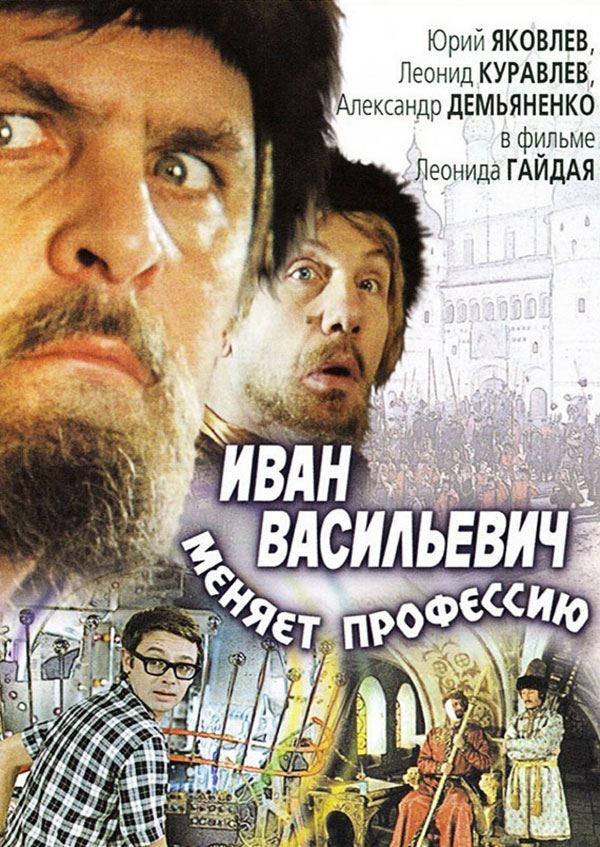 Юрий ЯКОВЛЕВ,
Леонид КУРАВЛЕВ,
Александр ДЕМЬЯНЕНКО
в фильме
Леонида ГАЙДАЯ
ИВАН
ВАСИЛЬЕВИЧ
МЕНЯЕТ ПРОФЕССИЮ